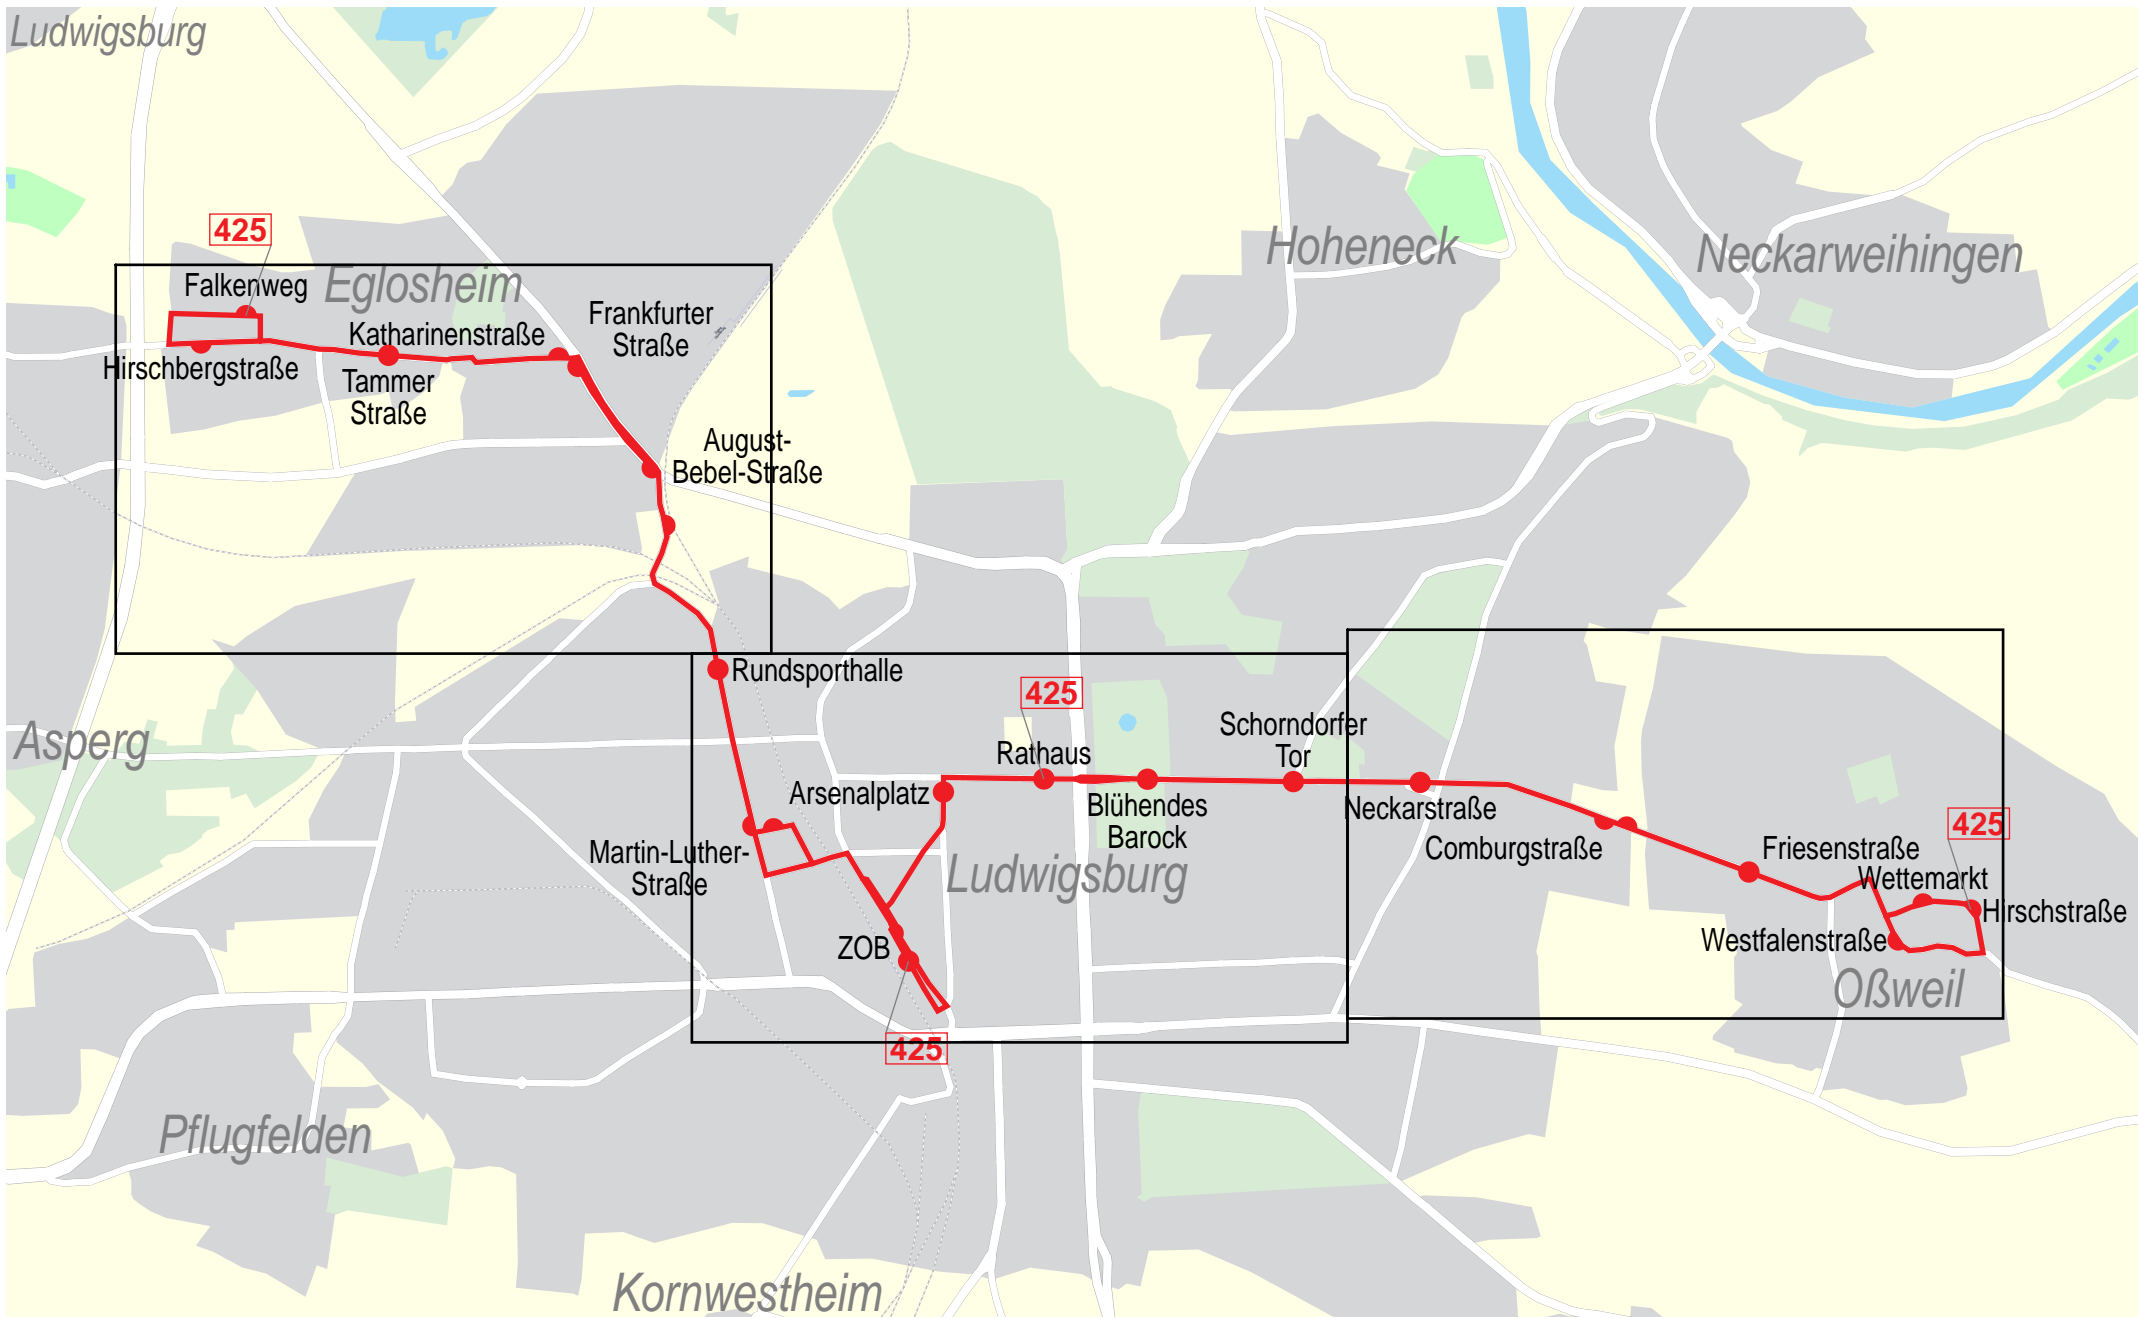 Ludwigsburg
425
Hoheneck
Neckarweihingen
Falkenweg
Eglosheim
Katharinenstraße
Frankfurter
Straße
Hirschbergstraße
Tammer
Straße
August-
Bebel-Straße
Rundsporthalle
425
Asperg
Rathaus
Schorndorfer
Tor
Arsenalplatz
Blühendes
Barock
Neckarstraße
425
Martin-Luther-
Straße
Comburgstraße
Friesenstraße
Wettemarkt
Ludwigsburg
Hirschstraße
ZOB
Westfalenstraße
Oßweil
425
Pflugfelden
Kornwestheim